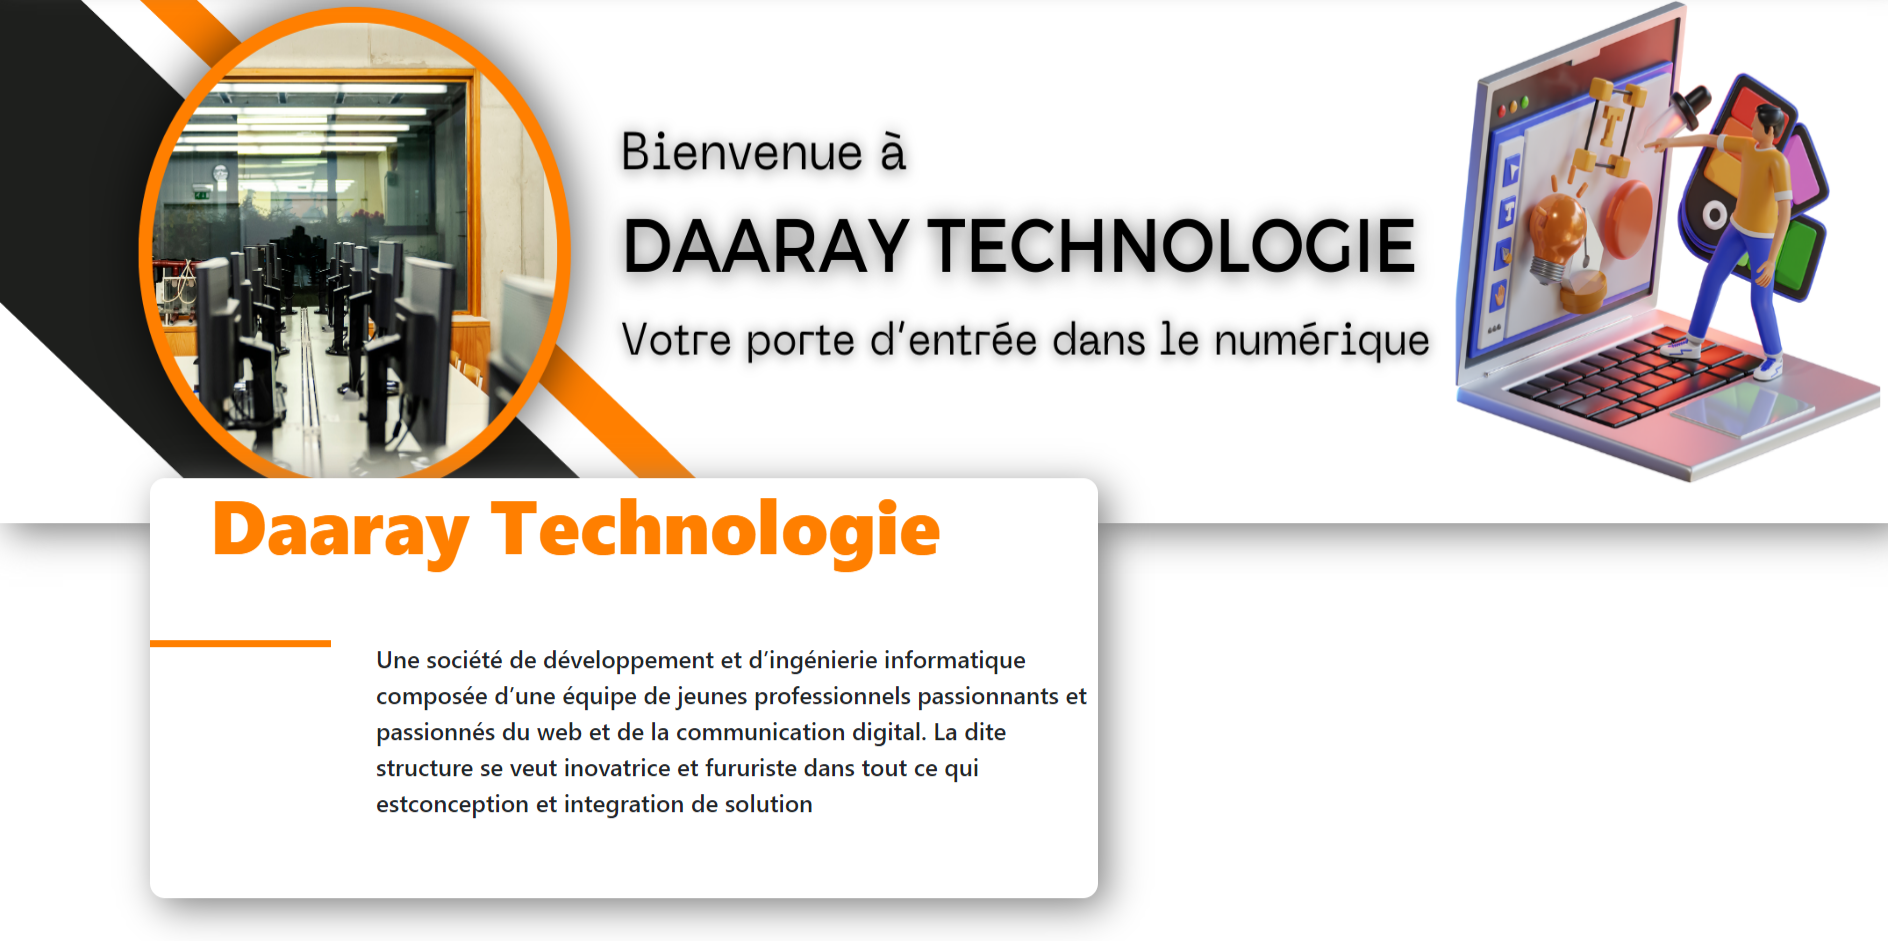 Bienvenue à
DAARAY TECHNOLOGIE
Votre porte d'entrée dans le numérique
Daaray Technologie
Une société de développement et d’ingénierie informatique
composée d’une équipe de jeunes professionnels passionnants et
passionnés du web et de la communication digital. La dite
structure se veut inovatrice et fururiste dans tout ce qui
estconception et integration de solution